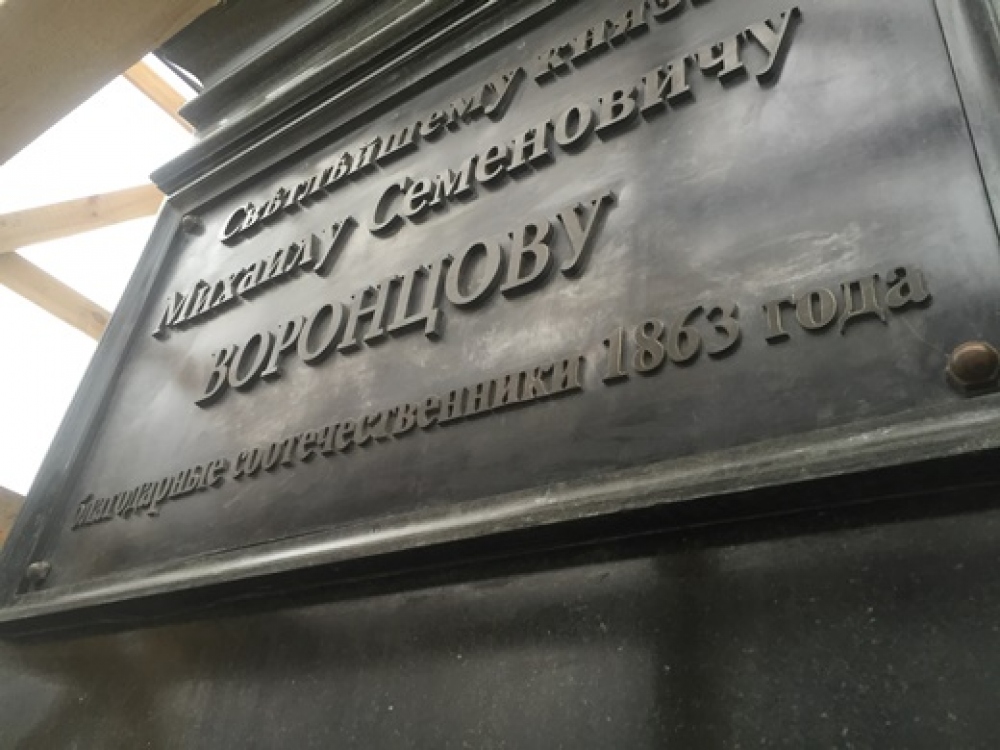 Свѣтлѣйшему князю
Михаилу Семеновичу
ВОРОНЦОВУ
благодарные соотечественники 1863 года